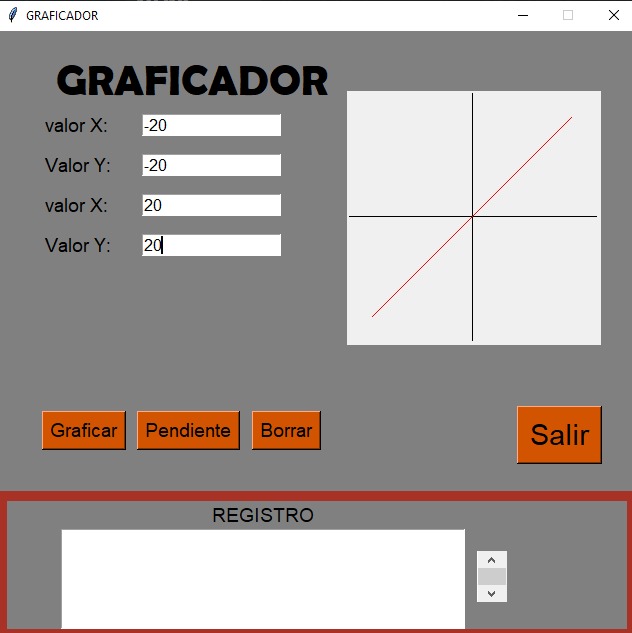 GRAFICADOR
GRAFICADOR
valor X: -20
Valor Y: -20
valor X: 20
Valor Y: 20
Graficar Pendiente Borrar Salir
REGISTRO